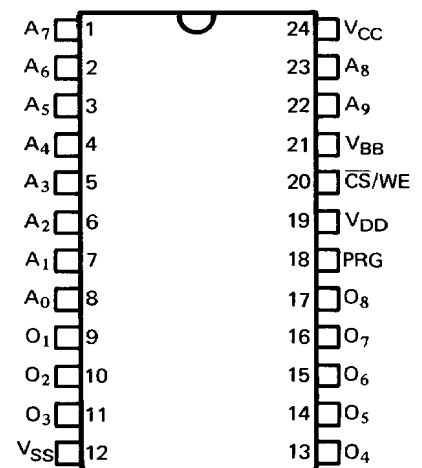 A7 1 24 VCC
A6 2 23 A8
A5 3 22 A9
A4 4 21 VBB
A3 5 20 C̅S̅/WE
A2 6 19 VDD
A1 7 18 PRG
A0 8 17 O8
O1 9 16 O7
O2 10 15 O6
O3 11 14 O5
VSS 12 13 O4